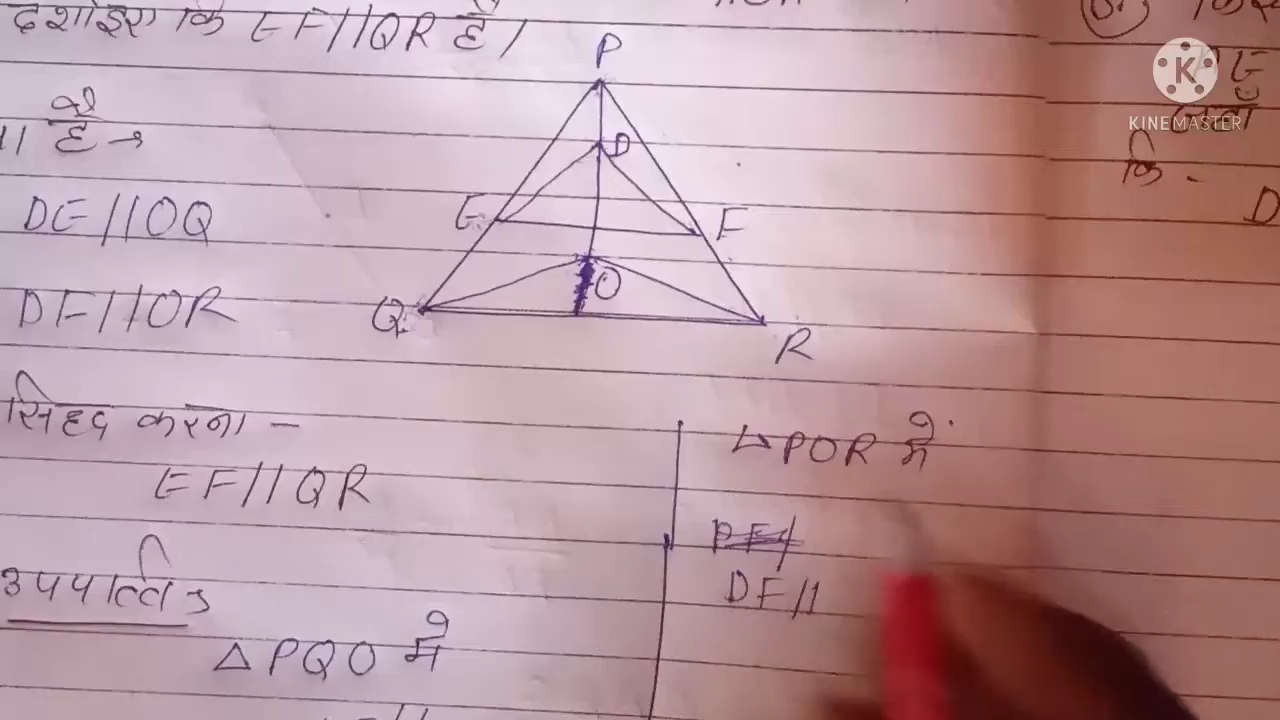 दर्शाइए कि EF//QR है।
है →
DE//OQ
DF//OR
सिद्ध करना -
EF//QR
उपपत्ति →
△PQO में
P
D
E
F
O
Q
R
△POR में
DF//
कि -
D
KINEMASTER